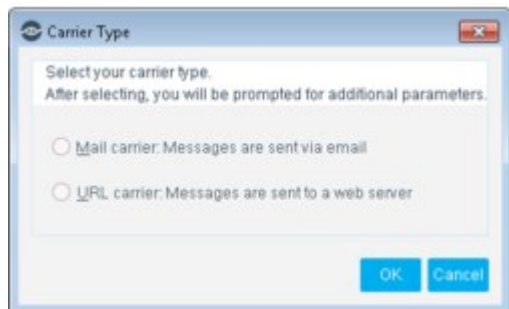 Carrier Type
Select your carrier type.
After selecting, you will be prompted for additional parameters.
Mail carrier: Messages are sent via email
URL carrier: Messages are sent to a web server
OK Cancel